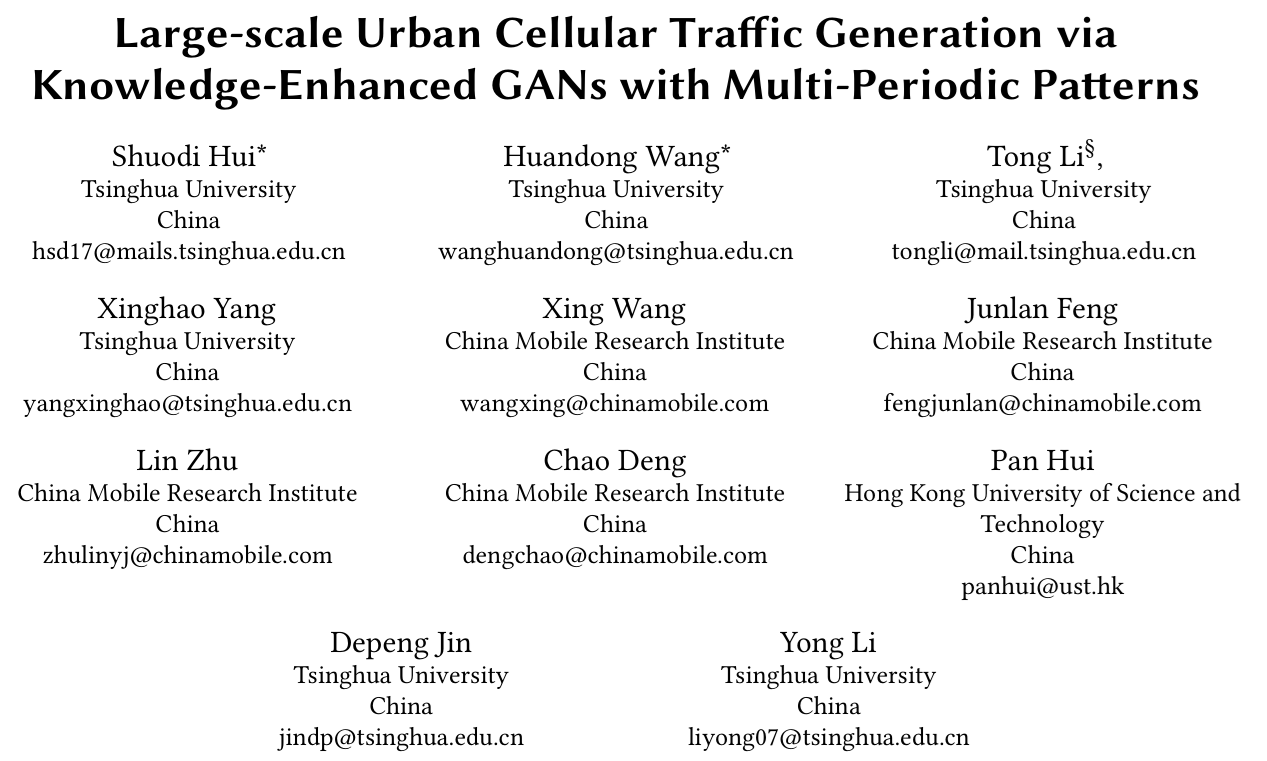 Large-scale Urban Cellular Traffic Generation via
Knowledge-Enhanced GANs with Multi-Periodic Patterns
Shuodi Hui*
Tsinghua University
China
hsd17@mails.tsinghua.edu.cn
Huandong Wang*
Tsinghua University
China
wanghuandong@tsinghua.edu.cn
Tong Li§,
Tsinghua University
China
tongli@mail.tsinghua.edu.cn
Xinghao Yang
Tsinghua University
China
yangxinghao@tsinghua.edu.cn
Xing Wang
China Mobile Research Institute
China
wangxing@chinamobile.com
Junlan Feng
China Mobile Research Institute
China
fengjunlan@chinamobile.com
Lin Zhu
China Mobile Research Institute
China
zhulinyj@chinamobile.com
Chao Deng
China Mobile Research Institute
China
dengchao@chinamobile.com
Pan Hui
Hong Kong University of Science and
Technology
China
panhui@ust.hk
Depeng Jin
Tsinghua University
China
jindp@tsinghua.edu.cn
Yong Li
Tsinghua University
China
liyong07@tsinghua.edu.cn